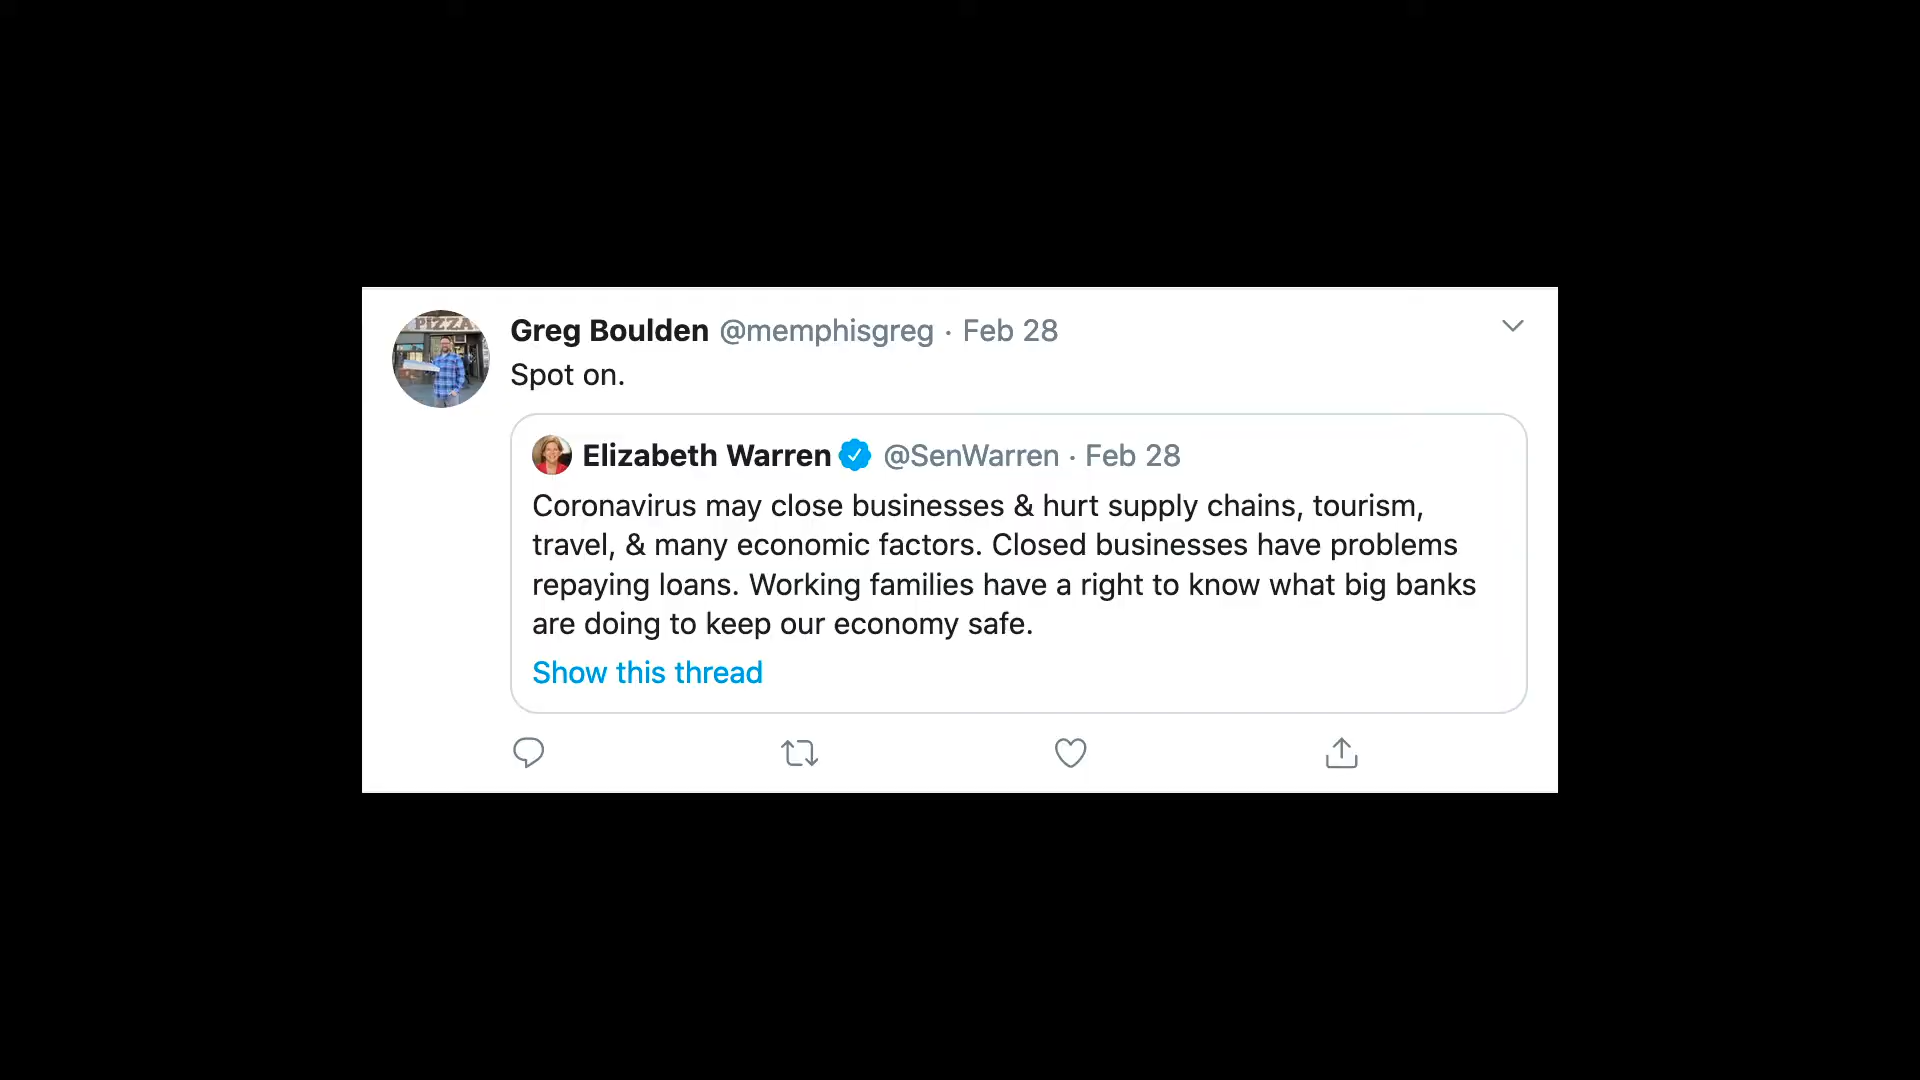 PIZZA
Greg Boulden @memphisgreg · Feb 28
Spot on.
Elizabeth Warren @SenWarren · Feb 28
Coronavirus may close businesses & hurt supply chains, tourism,
travel, & many economic factors. Closed businesses have problems
repaying loans. Working families have a right to know what big banks
are doing to keep our economy safe.
Show this thread